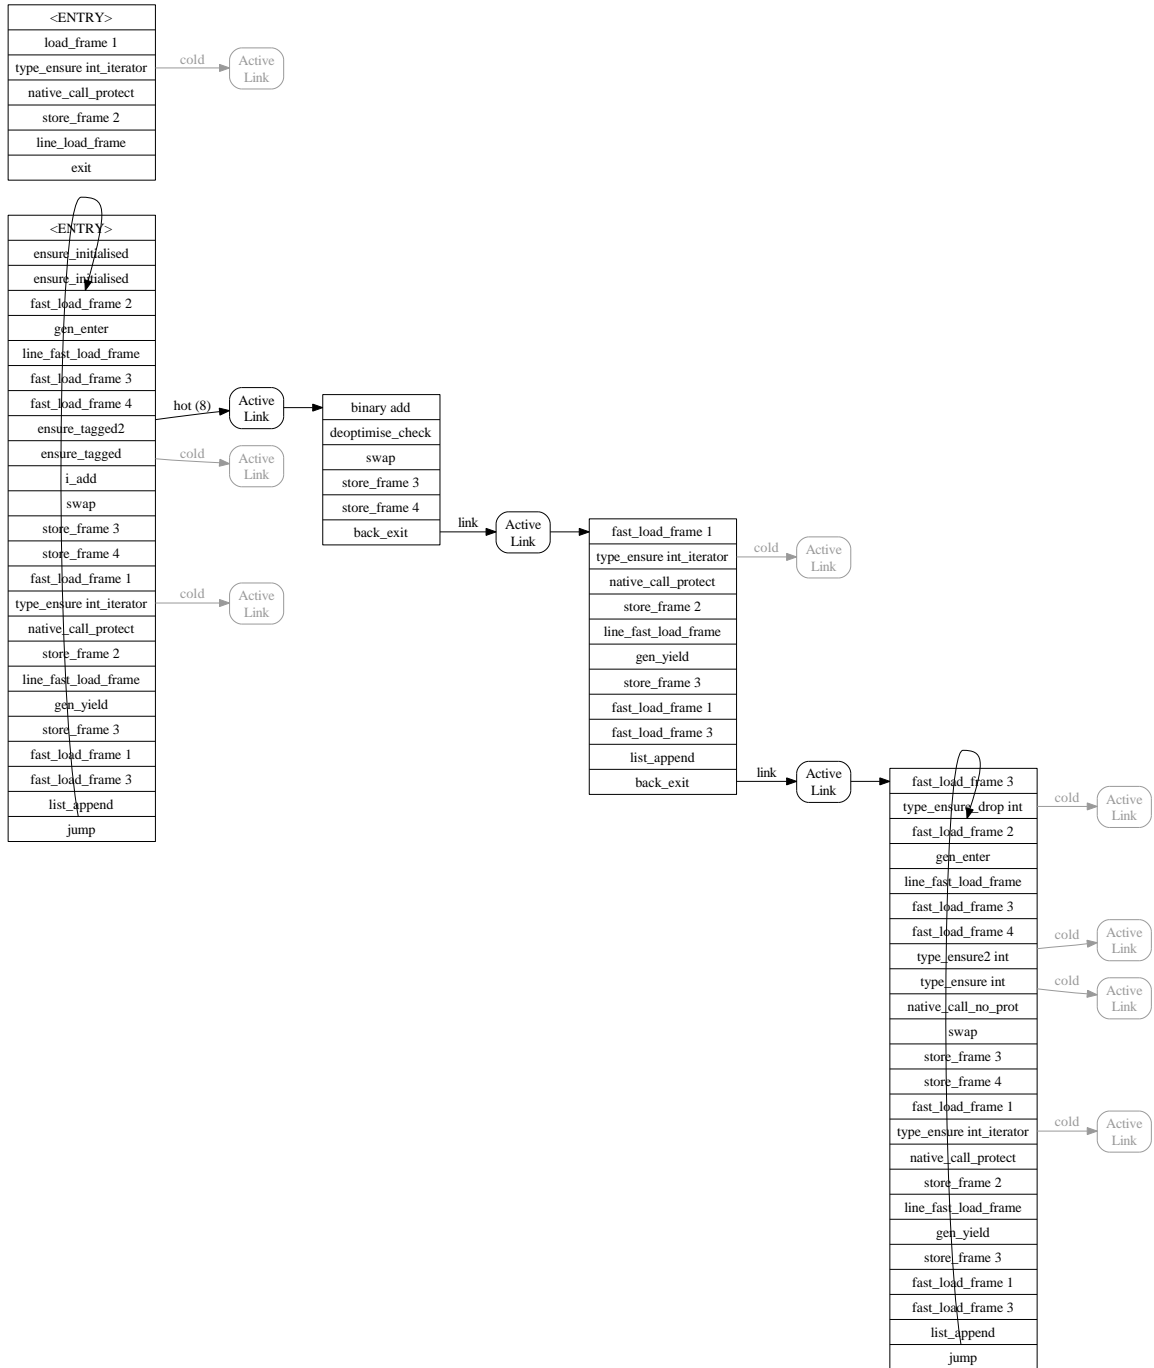 <ENTRY>
load_frame 1
type_ensure int_iterator
cold
Active
Link
native_call_protect
store_frame 2
line_load_frame
exit
<ENTRY>
ensure_initialised
ensure_initialised
fast_load_frame 2
gen_enter
line_fast_load_frame
fast_load_frame 3
fast_load_frame 4
ensure_tagged2
ensure_tagged
i_add
swap
store_frame 3
store_frame 4
fast_load_frame 1
type_ensure int_iterator
native_call_protect
store_frame 2
line_fast_load_frame
gen_yield
store_frame 3
fast_load_frame 1
fast_load_frame 3
list_append
jump
hot (8)
Active
Link
cold
Active
Link
cold
Active
Link
binary add
deoptimise_check
swap
store_frame 3
store_frame 4
back_exit
link
Active
Link
fast_load_frame 1
type_ensure int_iterator
native_call_protect
store_frame 2
line_fast_load_frame
gen_yield
store_frame 3
fast_load_frame 1
fast_load_frame 3
list_append
back_exit
cold
Active
Link
link
Active
Link
fast_load_frame 3
type_ensure_drop int
fast_load_frame 2
gen_enter
line_fast_load_frame
fast_load_frame 3
fast_load_frame 4
type_ensure2 int
type_ensure int
native_call_no_prot
swap
store_frame 3
store_frame 4
fast_load_frame 1
type_ensure int_iterator
native_call_protect
store_frame 2
line_fast_load_frame
gen_yield
store_frame 3
fast_load_frame 1
fast_load_frame 3
list_append
jump
cold
Active
Link
cold
Active
Link
cold
Active
Link
cold
Active
Link